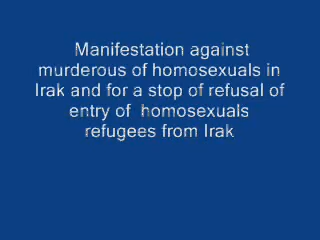 Manifestation against
murderous of homosexuals in
Irak and for a stop of refusal of
entry of homosexuals
refugees from Irak